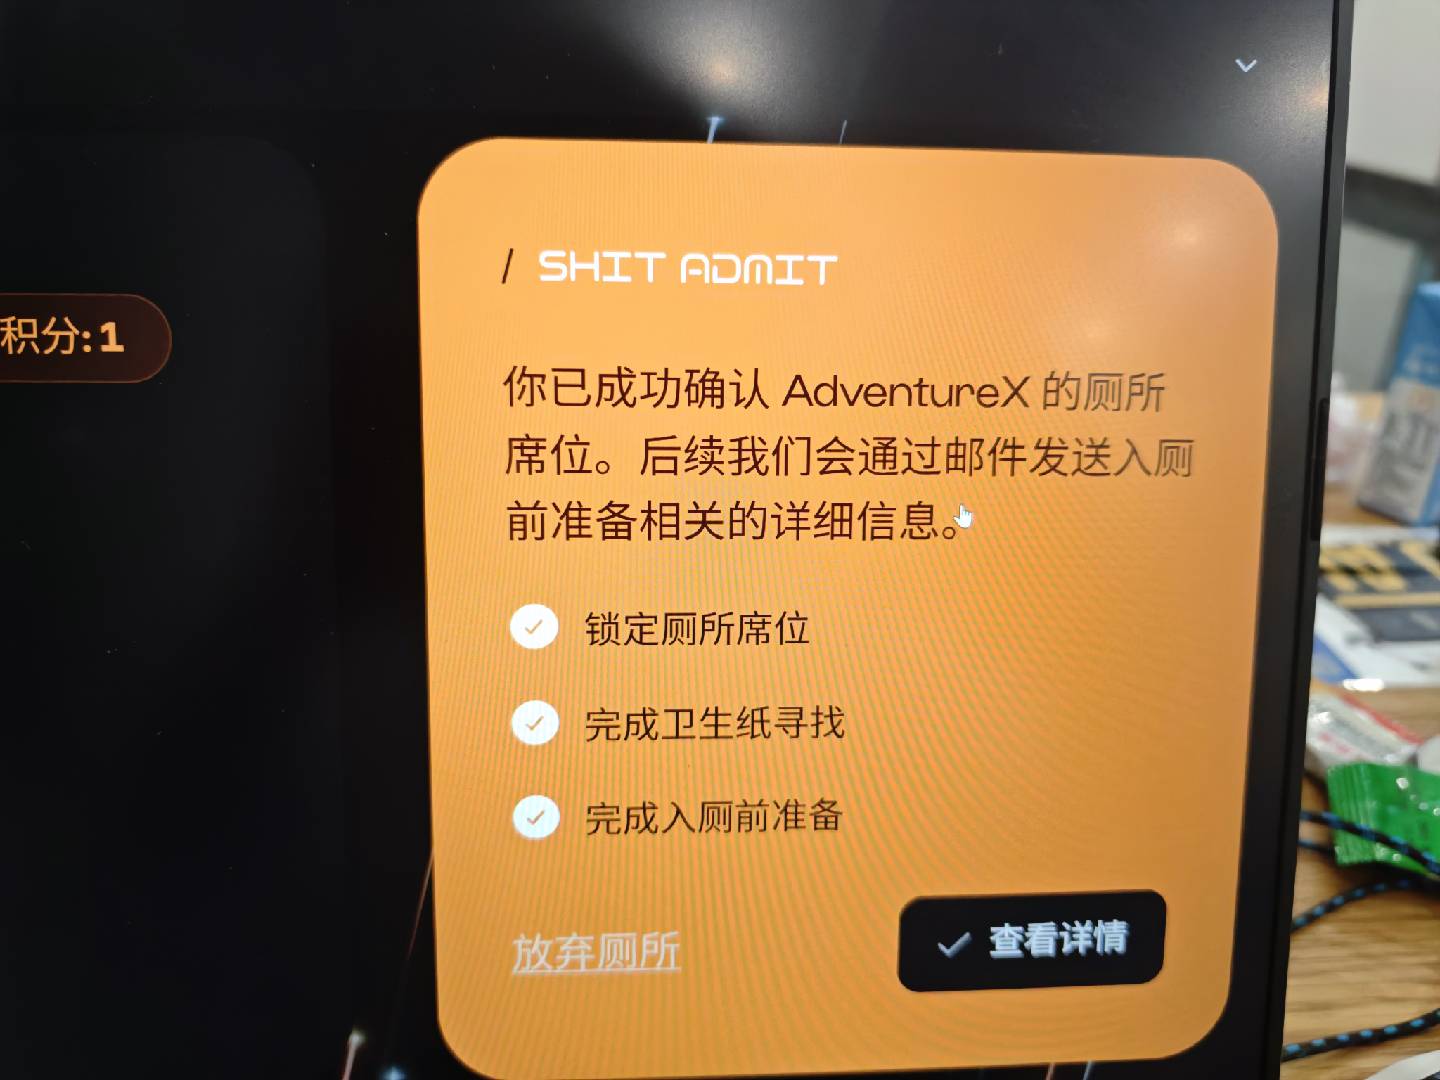 积分:1
/ SHIT ADMIT
你已成功确认 AdventureX 的厕所
席位。后续我们会通过邮件发送入厕
前准备相关的详细信息。
锁定厕所席位
完成卫生纸寻找
完成入厕前准备
放弃厕所
查看详情